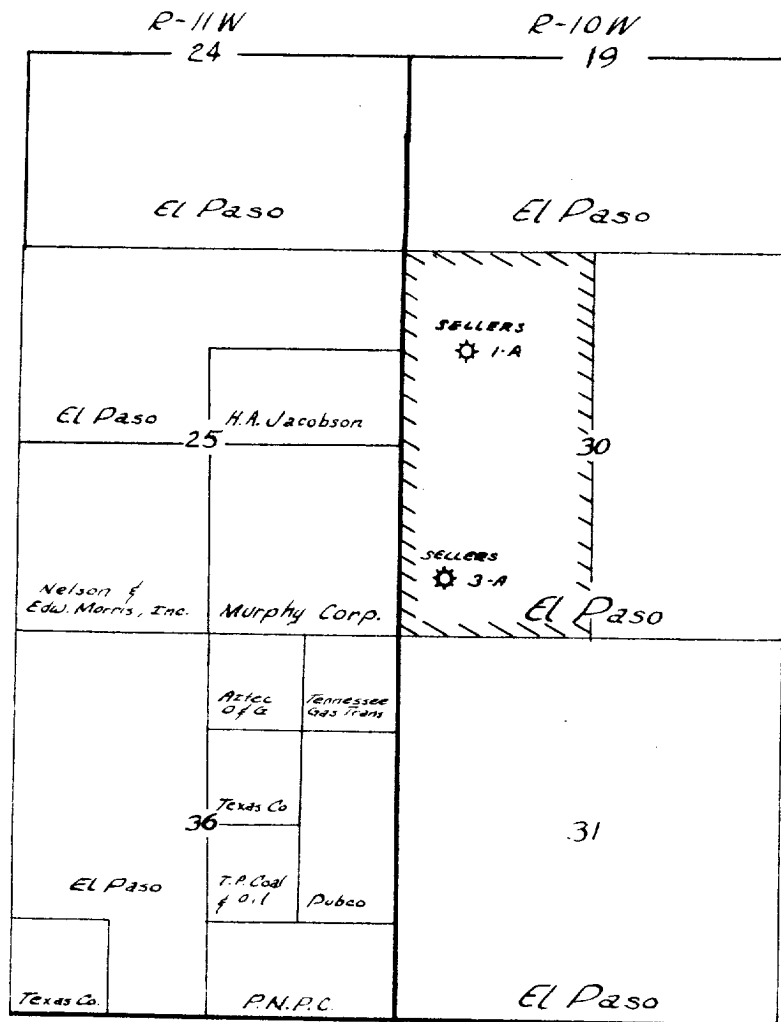 R-11W
R-10W
24
19
El Paso
El Paso
SELLERS
1-A
El Paso
H.A. Jacobson
25
30
SELLERS
3-A
Nelson &
Edw. Morris, Inc.
Murphy Corp.
El Paso
Aztec
O & G
Tennessee
Gas Trans
Texas Co
36
31
El Paso
T.P. Coal
& Oil
Pubco
Texas Co.
P.N.P.C.
El Paso